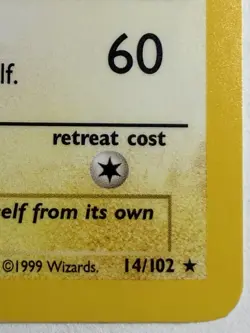 60
lf.
retreat cost
elf from its own
©1999 Wizards. 14/102 ★